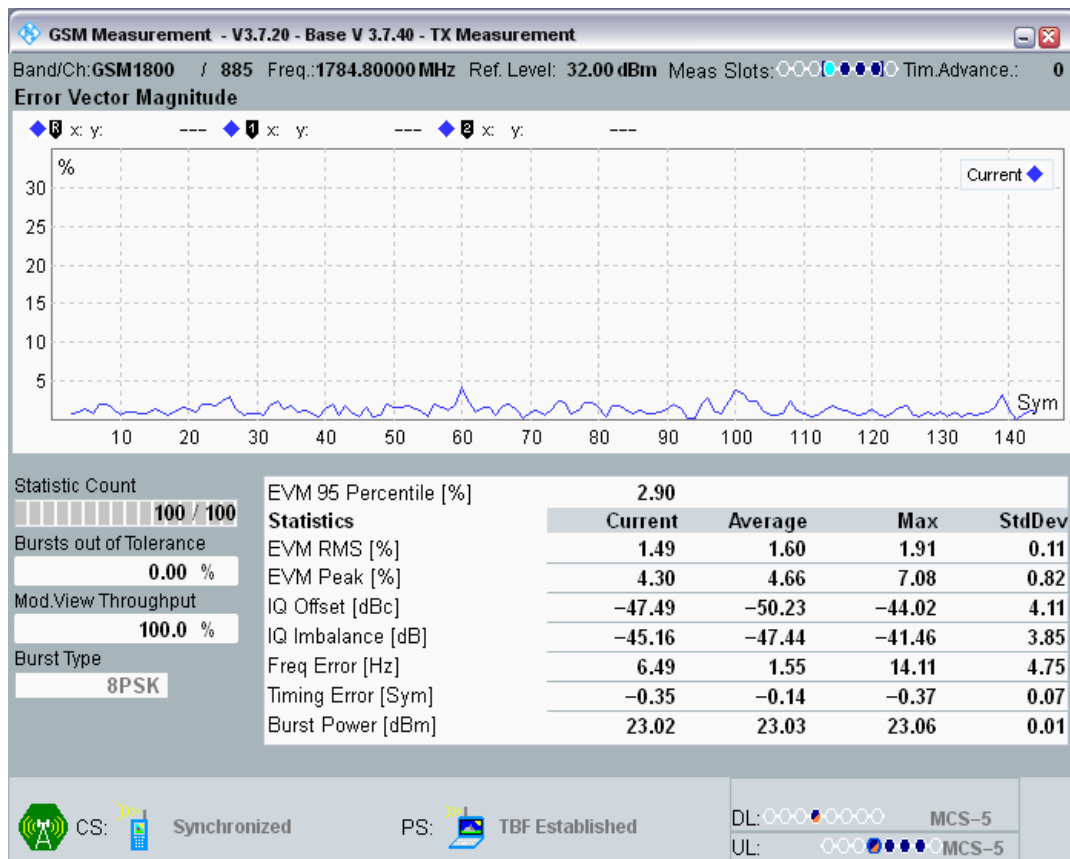 GSM Measurement - V3.7.20 - Base V 3.7.40 - TX Measurement
Band/Ch:GSM1800 / 885 Freq.:1784.80000 MHz Ref. Level: 32.00 dBm Meas Slots: Tim.Advance.: 0
Error Vector Magnitude
R x: y: --- 1 x: y: --- 2 x: y: ---
%
Current
30
25
20
15
10
5
Sym
10 20 30 40 50 60 70 80 90 100 110 120 130 140
Statistic Count
100 / 100
Bursts out of Tolerance
0.00 %
Mod.View Throughput
100.0 %
Burst Type
8PSK
EVM 95 Percentile [%] 2.90
Statistics Current Average Max StdDev
EVM RMS [%] 1.49 1.60 1.91 0.11
EVM Peak [%] 4.30 4.66 7.08 0.82
IQ Offset [dBc] −47.49 −50.23 −44.02 4.11
IQ Imbalance [dB] −45.16 −47.44 −41.46 3.85
Freq Error [Hz] 6.49 1.55 14.11 4.75
Timing Error [Sym] −0.35 −0.14 −0.37 0.07
Burst Power [dBm] 23.02 23.03 23.06 0.01
CS: Synchronized PS: TBF Established
DL: MCS−5
UL: MCS−5